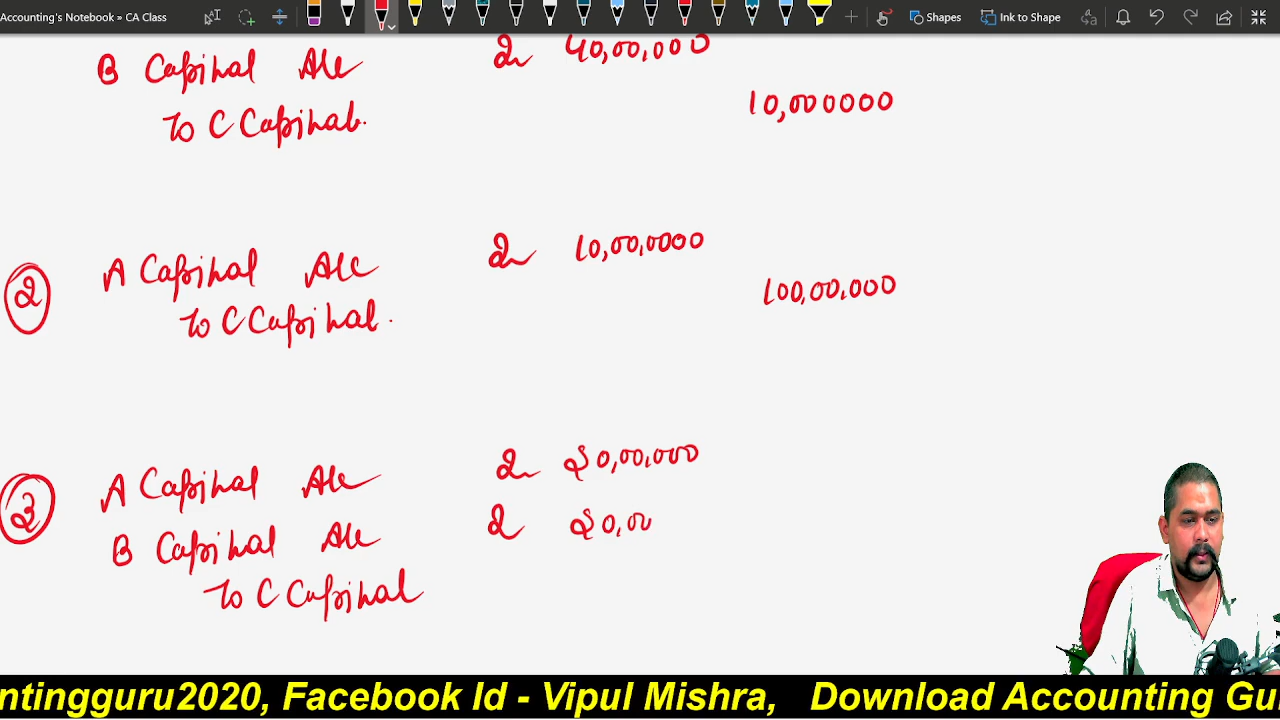 Accounting's Notebook » CA Class
Shapes
Ink to Shape
B Capital A/c Dr 40,00,000
To C Capital. 10,000000
② A Capital A/c Dr 10,00,0000
To C Capital. 100,00,000
③ A Capital A/c Dr 20,00,000
B Capital A/c Dr 20,00
To C Capital
ntingguru2020, Facebook Id - Vipul Mishra, Download Accounting Gu